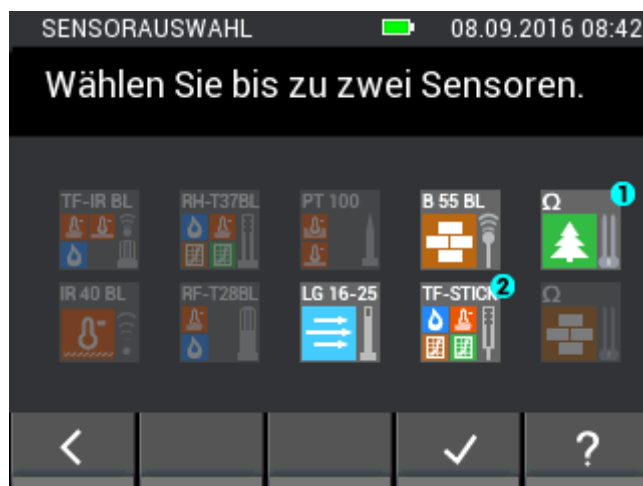 SENSORAUSWAHL 08.09.2016 08:42
Wählen Sie bis zu zwei Sensoren.
TF-IR BL RH-T37BL PT 100 B 55 BL Ω 1
IR 40 BL RF-T28BL LG 16-25 TF-STICK 2 Ω
?